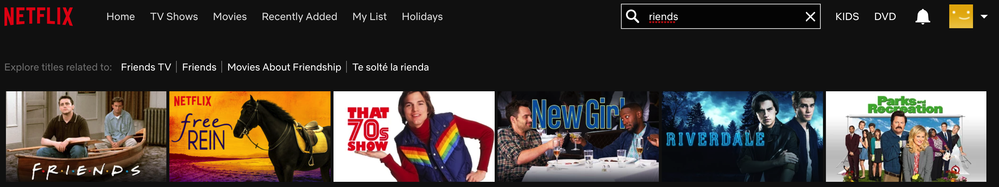 NETFLIX Home TV Shows Movies Recently Added My List Holidays riends KIDS DVD
Explore titles related to: Friends TV Friends Movies About Friendship Te solté la rienda
F·R·I·E·N·D·S
NETFLIX
free
REIN
THAT
70s
SHOW
New Girl
RIVERDALE
Parks and
Recreation